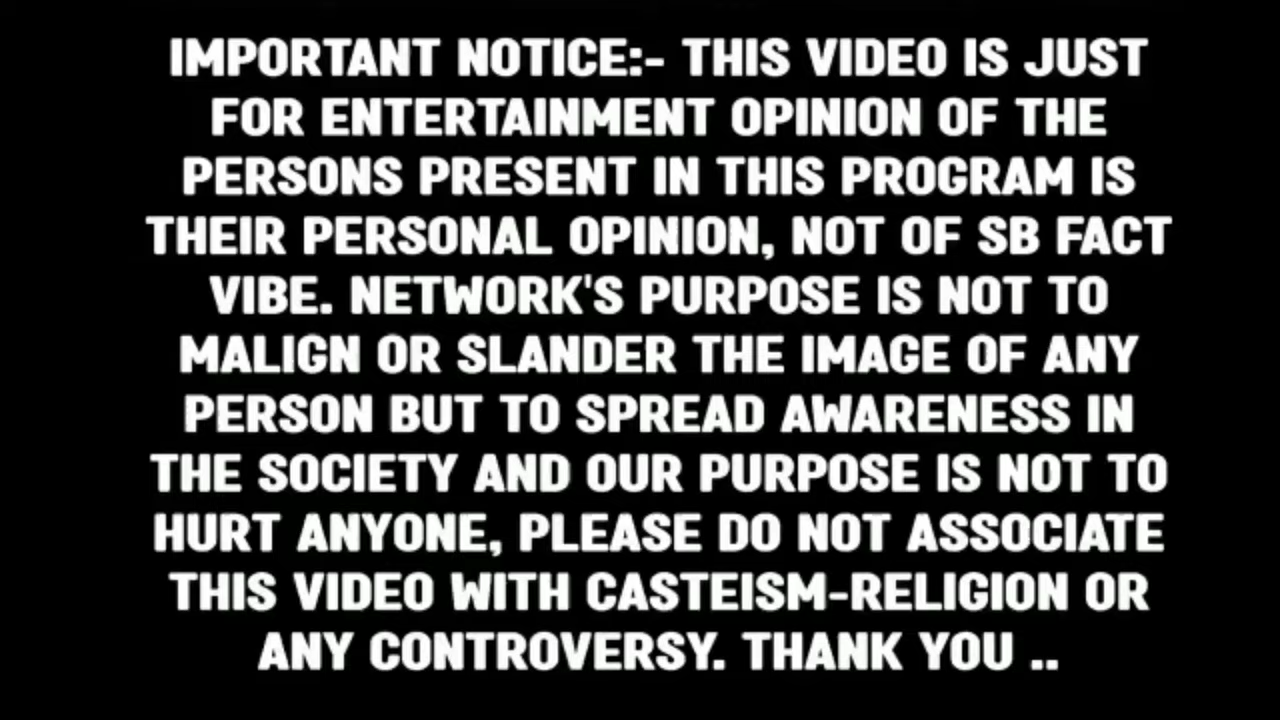 IMPORTANT NOTICE:- THIS VIDEO IS JUST
FOR ENTERTAINMENT OPINION OF THE
PERSONS PRESENT IN THIS PROGRAM IS
THEIR PERSONAL OPINION, NOT OF SB FACT
VIBE. NETWORK'S PURPOSE IS NOT TO
MALIGN OR SLANDER THE IMAGE OF ANY
PERSON BUT TO SPREAD AWARENESS IN
THE SOCIETY AND OUR PURPOSE IS NOT TO
HURT ANYONE, PLEASE DO NOT ASSOCIATE
THIS VIDEO WITH CASTEISM-RELIGION OR
ANY CONTROVERSY. THANK YOU ..